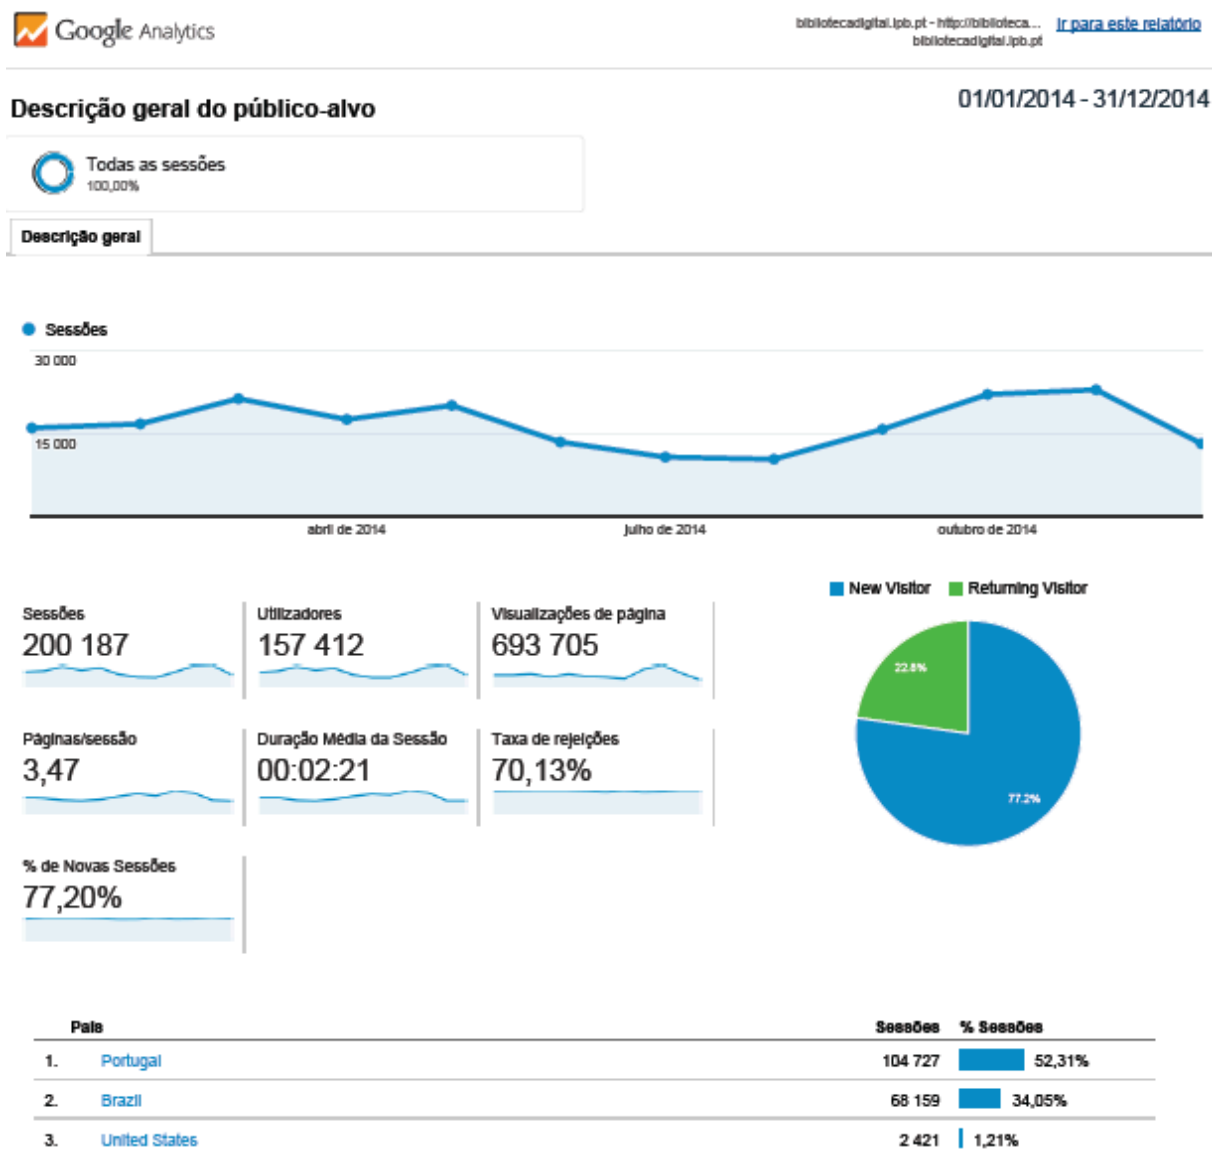 Google Analytics
bibliotecadigital.ipb.pt - http://biblioteca...
bibliotecadigital.ipb.pt
Ir para este relatório
Descrição geral do público-alvo
01/01/2014 - 31/12/2014
Todas as sessões
100,00%
Descrição geral
Sessões
30 000
15 000
abril de 2014
julho de 2014
outubro de 2014
New Visitor
Returning Visitor
22.8%
77.2%
Sessões
200 187
Utilizadores
157 412
Visualizações de página
693 705
Páginas/sessão
3,47
Duração Média da Sessão
00:02:21
Taxa de rejeições
70,13%
% de Novas Sessões
77,20%
País Sessões % Sessões
1. Portugal 104 727 52,31%
2. Brazil 68 159 34,05%
3. United States 2 421 1,21%